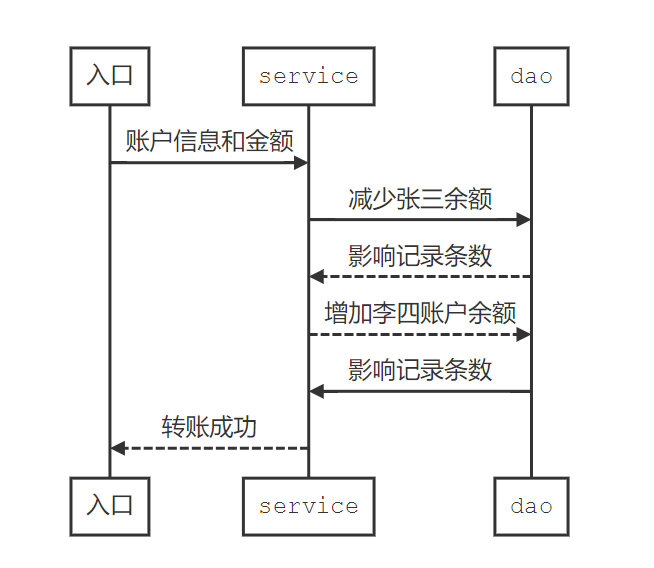 入口
service
dao
账户信息和金额
减少张三余额
影响记录条数
增加李四账户余额
影响记录条数
转账成功
入口
service
dao